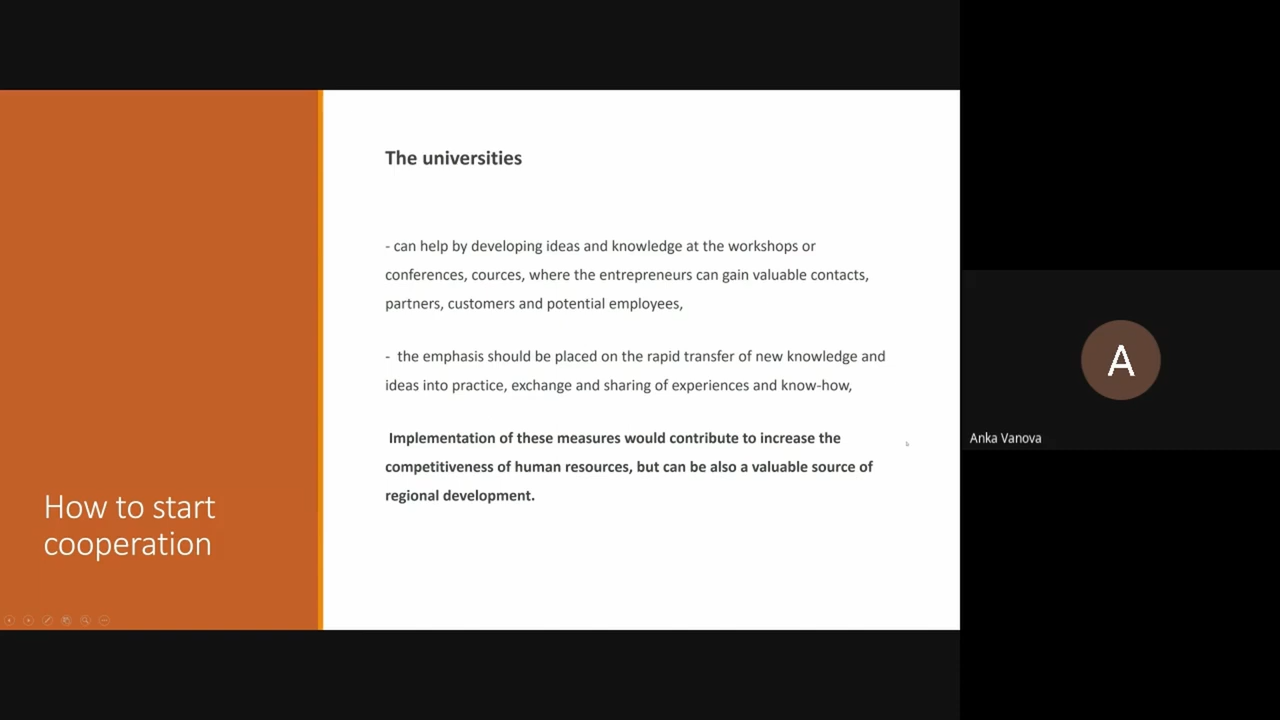 The universities
- can help by developing ideas and knowledge at the workshops or
conferences, cources, where the entrepreneurs can gain valuable contacts,
partners, customers and potential employees,
- the emphasis should be placed on the rapid transfer of new knowledge and
ideas into practice, exchange and sharing of experiences and know-how,
Implementation of these measures would contribute to increase the
competitiveness of human resources, but can be also a valuable source of
regional development.
How to start
cooperation
A
Anka Vanova